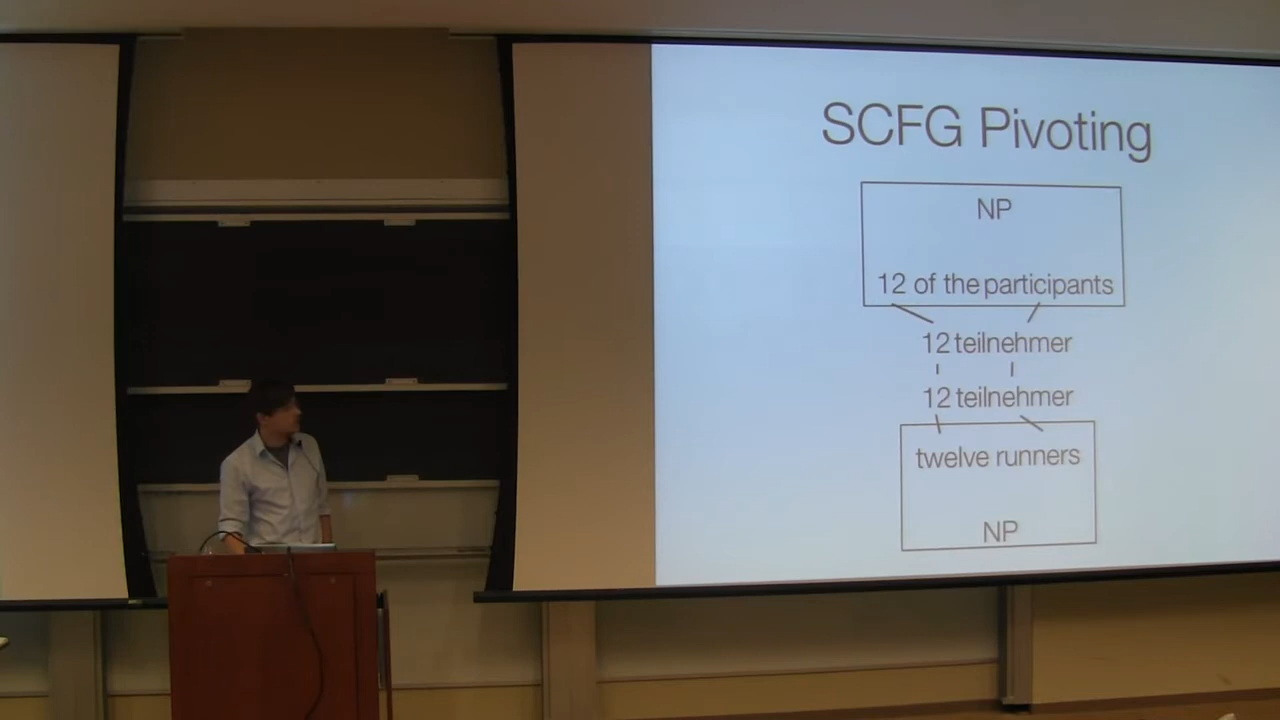 SCFG Pivoting
NP
12 of the participants
12 teilnehmer
12 teilnehmer
twelve runners
NP